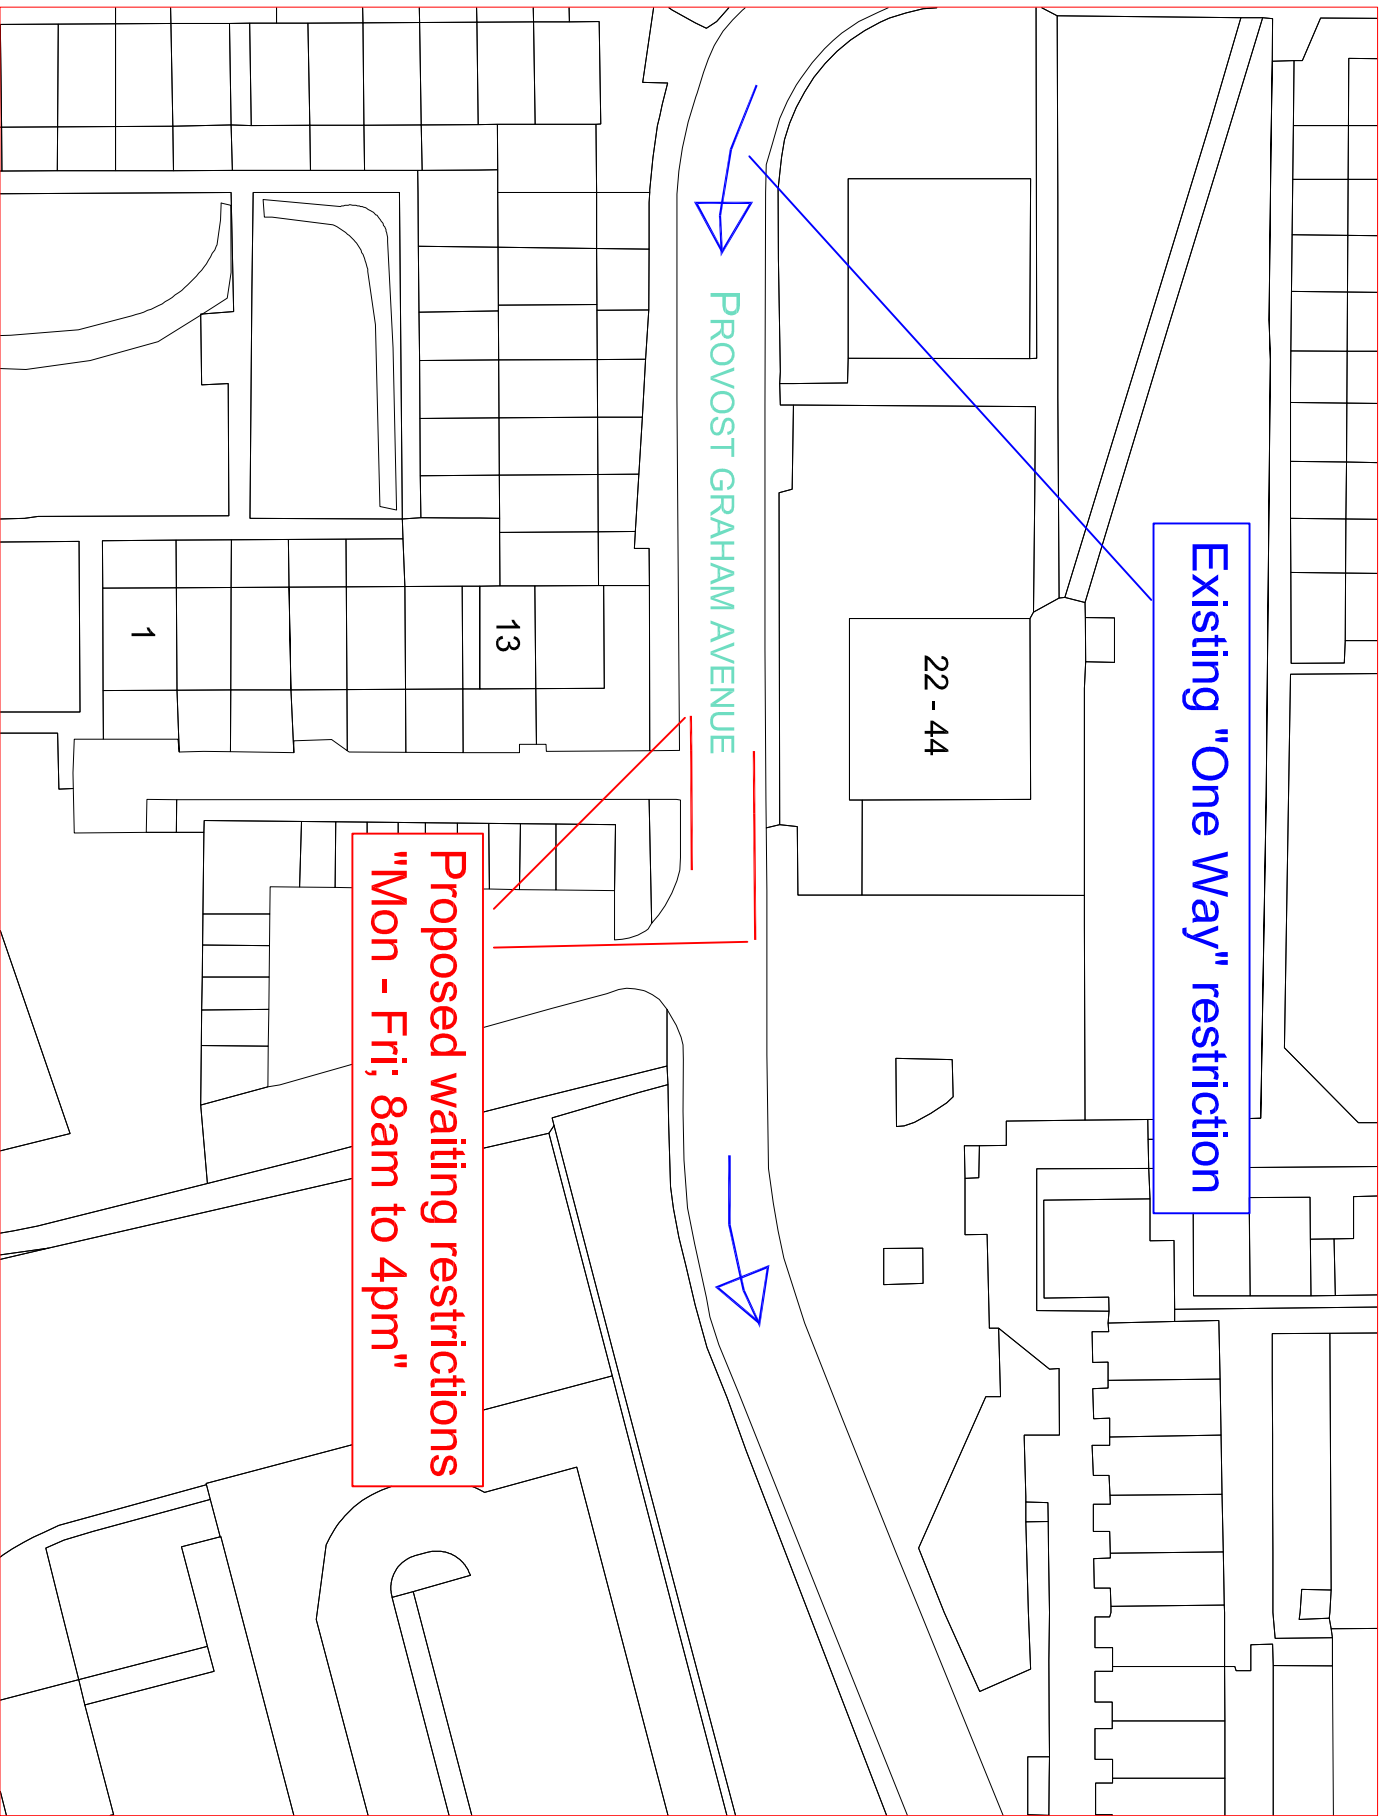 Existing "One Way" restriction
22 - 44
PROVOST GRAHAM AVENUE
13
1
Proposed waiting restrictions
"Mon - Fri; 8am to 4pm"